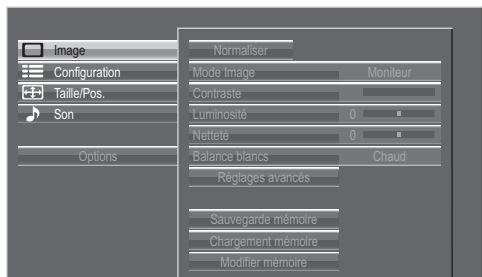 Image
Configuration
Taille/Pos.
Son
Options
Normaliser
Mode Image Moniteur
Contraste
Luminosité 0
Netteté 0
Balance blancs Chaud
Réglages avancés
Sauvegarde mémoire
Chargement mémoire
Modifier mémoire